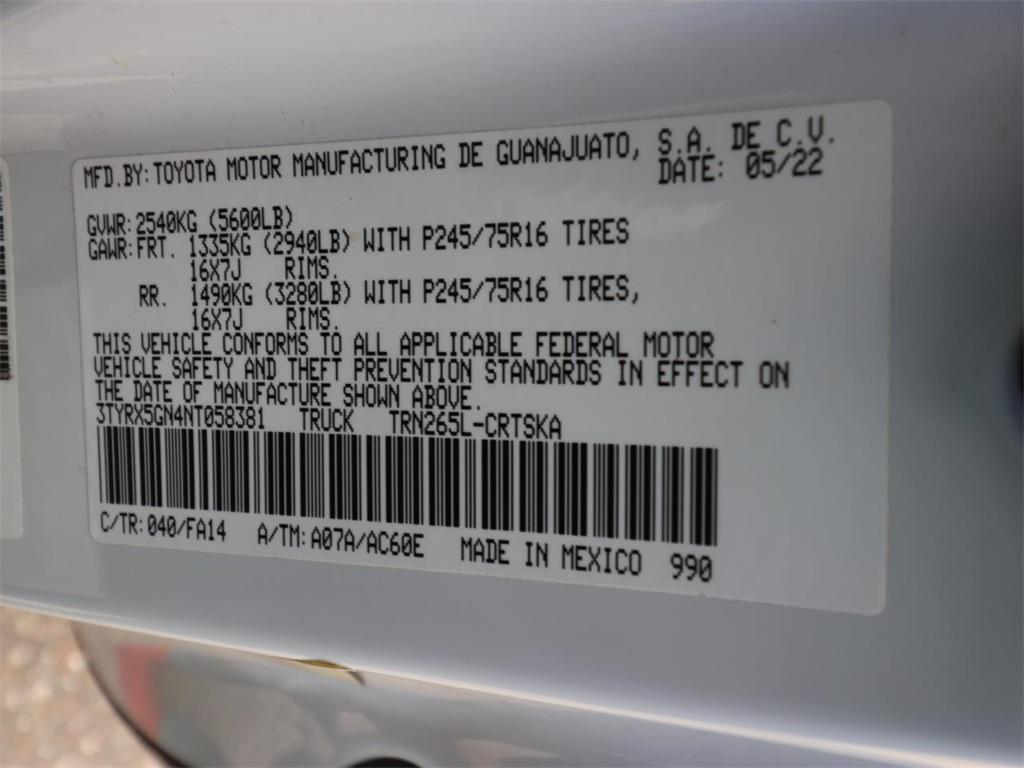 MFD.BY:TOYOTA MOTOR MANUFACTURING DE GUANAJUATO, S.A. DE C.V.
DATE: 05/22
GVWR:2540KG (5600LB)
GAWR:FRT. 1335KG (2940LB) WITH P245/75R16 TIRES
16X7J RIMS.
RR. 1490KG (3280LB) WITH P245/75R16 TIRES,
16X7J RIMS.
THIS VEHICLE CONFORMS TO ALL APPLICABLE FEDERAL MOTOR
VEHICLE SAFETY AND THEFT PREVENTION STANDARDS IN EFFECT ON
THE DATE OF MANUFACTURE SHOWN ABOVE.
3TYRX5GN4NT058381 TRUCK TRN265L-CRTSKA
C/TR:040/FA14 A/TM:A07A/AC60E MADE IN MEXICO 990